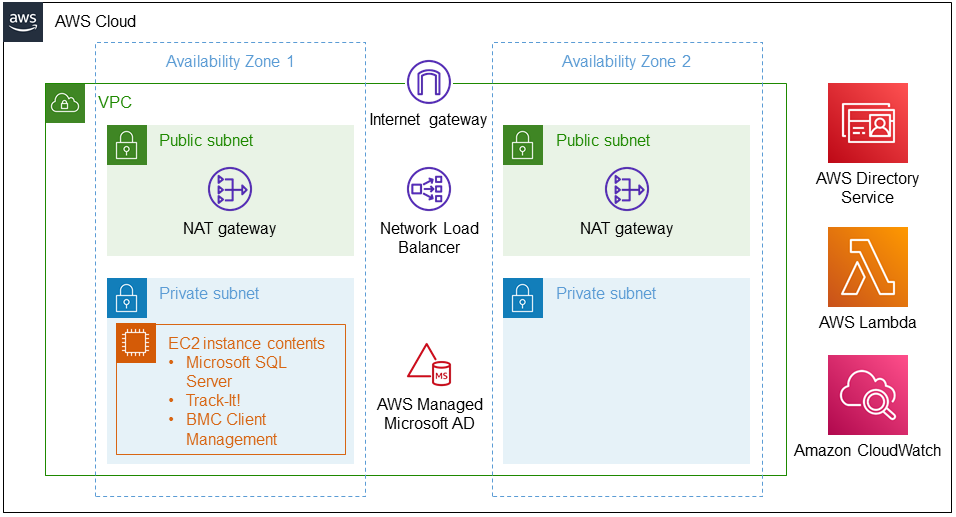 aws
AWS Cloud
Availability Zone 1
Availability Zone 2
VPC
Internet gateway
Public subnet
NAT gateway
Network Load
Balancer
Public subnet
NAT gateway
Private subnet
EC2 instance contents
• Microsoft SQL
Server
• Track-It!
• BMC Client
Management
MS
AWS Managed
Microsoft AD
Private subnet
AWS Directory
Service
AWS Lambda
Amazon CloudWatch